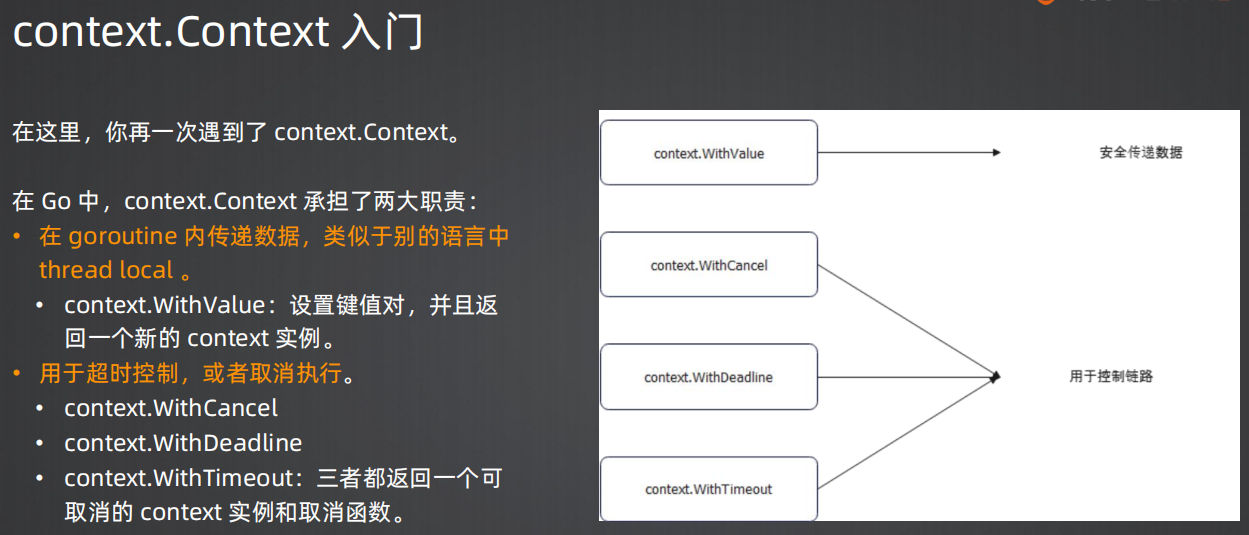 context.Context 入门
在这里，你再一次遇到了 context.Context。
在 Go 中，context.Context 承担了两大职责：
• 在 goroutine 内传递数据，类似于别的语言中
thread local 。
• context.WithValue：设置键值对，并且返
回一个新的 context 实例。
• 用于超时控制，或者取消执行。
• context.WithCancel
• context.WithDeadline
• context.WithTimeout：三者都返回一个可
取消的 context 实例和取消函数。
context.WithValue
安全传递数据
context.WithCancel
context.WithDeadline
用于控制链路
context.WithTimeout